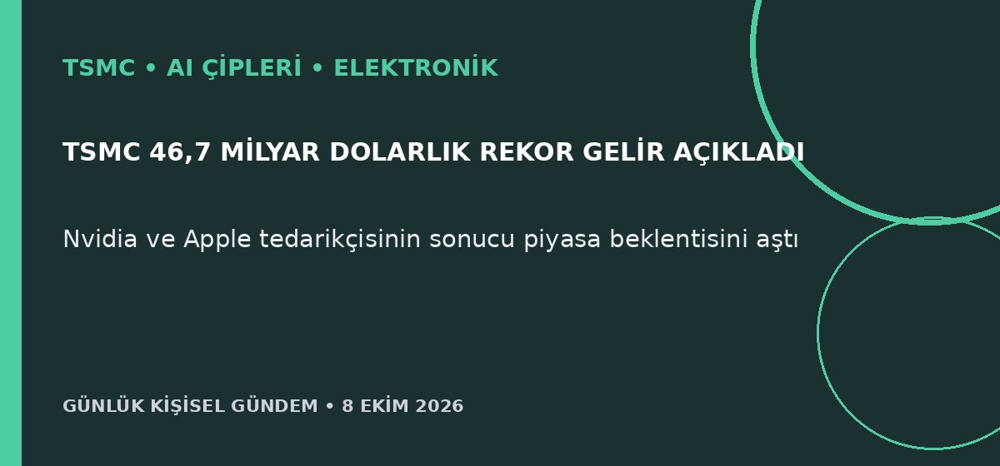 TSMC • AI ÇİPLERİ • ELEKTRONİK
TSMC 46,7 MİLYAR DOLARLIK REKOR GELİR AÇIKLADI
Nvidia ve Apple tedarikçisinin sonucu piyasa beklentisini aştı
GÜNLÜK KİŞİSEL GÜNDEM • 8 EKİM 2026